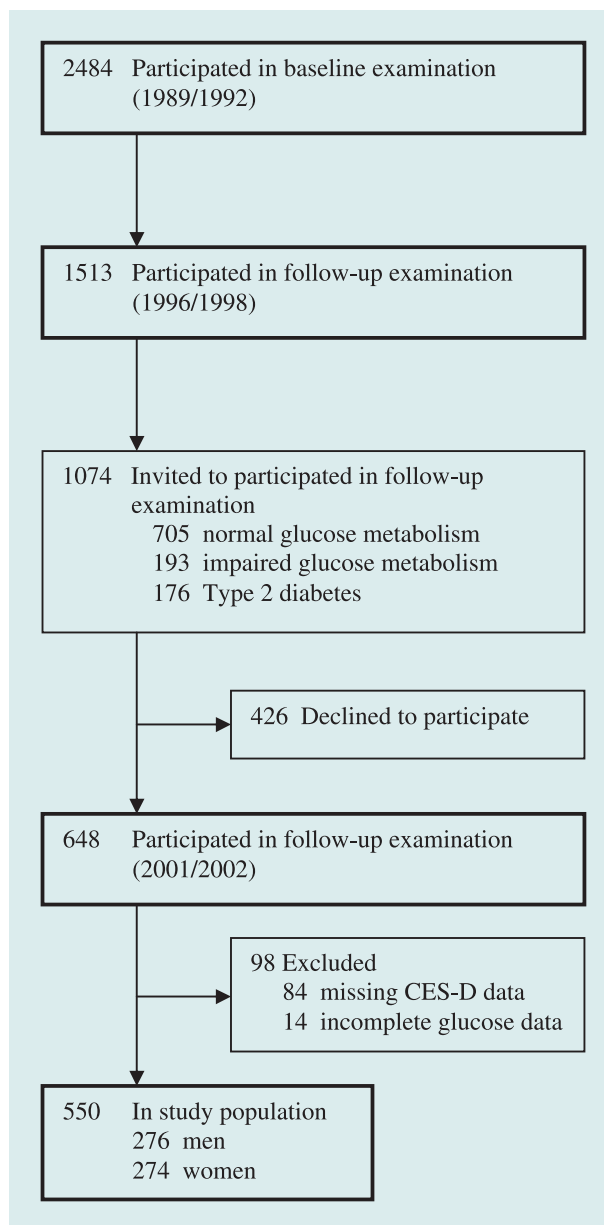 2484 Participated in baseline examination
(1989/1992)
1513 Participated in follow-up examination
(1996/1998)
1074 Invited to participated in follow-up
examination
705 normal glucose metabolism
193 impaired glucose metabolism
176 Type 2 diabetes
426 Declined to participate
648 Participated in follow-up examination
(2001/2002)
98 Excluded
84 missing CES-D data
14 incomplete glucose data
550 In study population
276 men
274 women